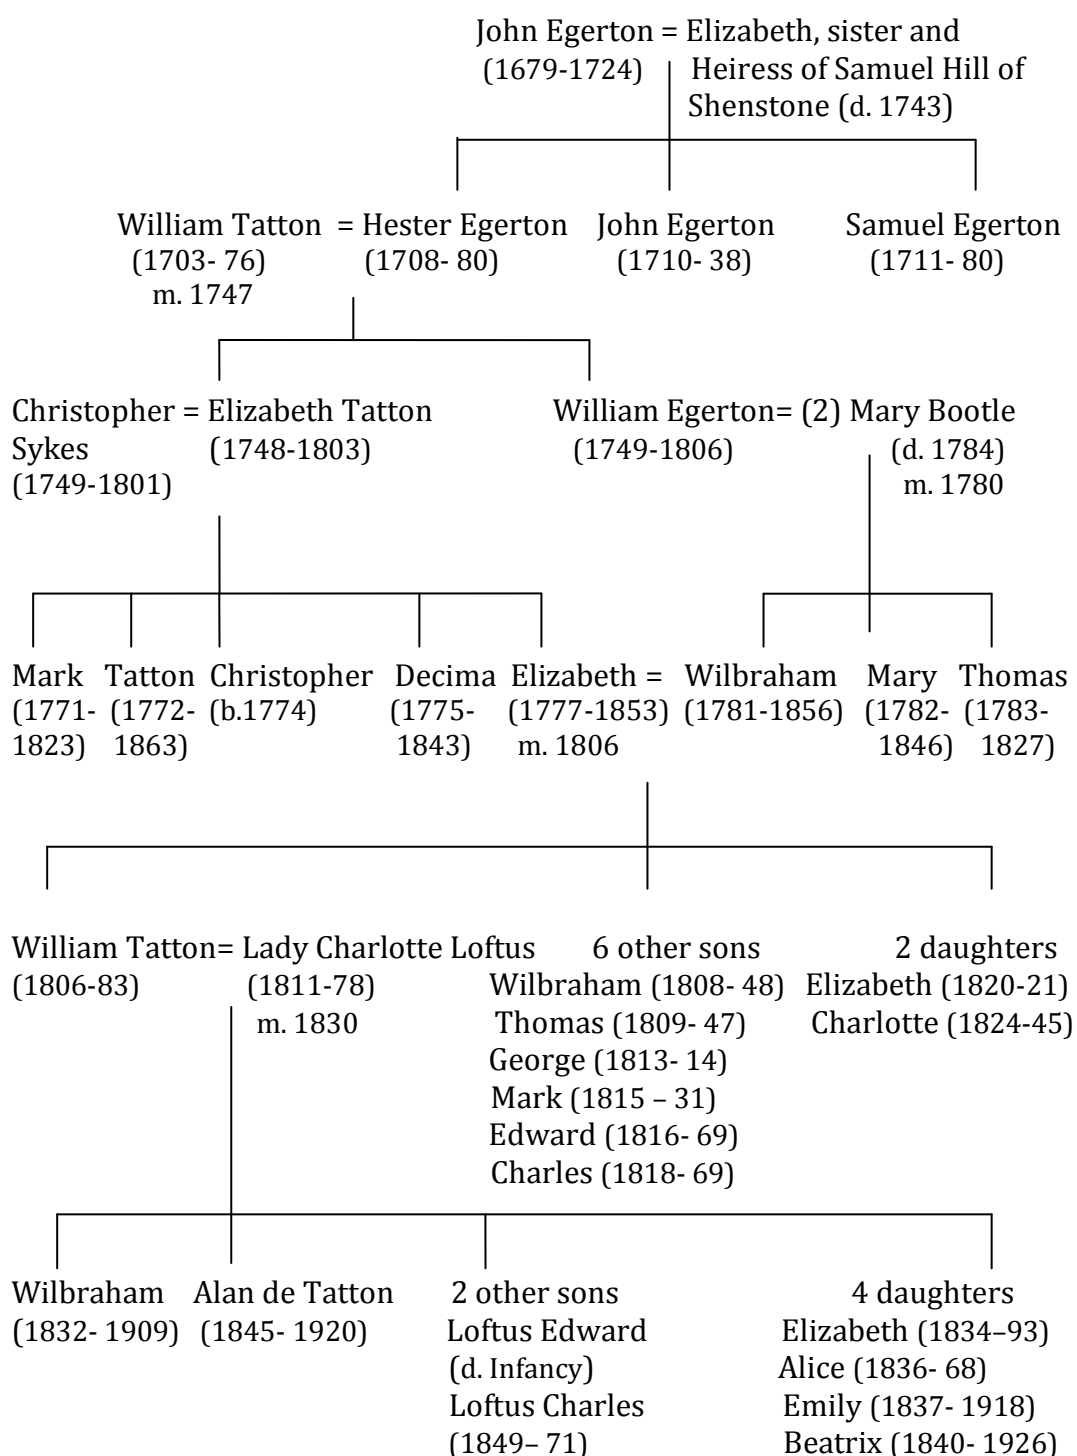 John Egerton = Elizabeth, sister and
(1679-1724) Heiress of Samuel Hill of
Shenstone (d. 1743)
William Tatton = Hester Egerton John Egerton Samuel Egerton
(1703- 76) (1708- 80) (1710- 38) (1711- 80)
m. 1747
Christopher = Elizabeth Tatton William Egerton= (2) Mary Bootle
Sykes (1748-1803) (1749-1806) (d. 1784)
(1749-1801) m. 1780
Mark Tatton Christopher Decima Elizabeth = Wilbraham Mary Thomas
(1771- (1772- (b.1774) (1775- (1777-1853) (1781-1856) (1782- (1783-
1823) 1863) 1843) m. 1806 1846) 1827)
William Tatton= Lady Charlotte Loftus 6 other sons 2 daughters
(1806-83) (1811-78) Wilbraham (1808- 48) Elizabeth (1820-21)
m. 1830 Thomas (1809- 47) Charlotte (1824-45)
George (1813- 14)
Mark (1815 – 31)
Edward (1816- 69)
Charles (1818- 69)
Wilbraham Alan de Tatton 2 other sons 4 daughters
(1832- 1909) (1845- 1920) Loftus Edward Elizabeth (1834–93)
(d. Infancy) Alice (1836- 68)
Loftus Charles Emily (1837- 1918)
(1849– 71) Beatrix (1840- 1926)